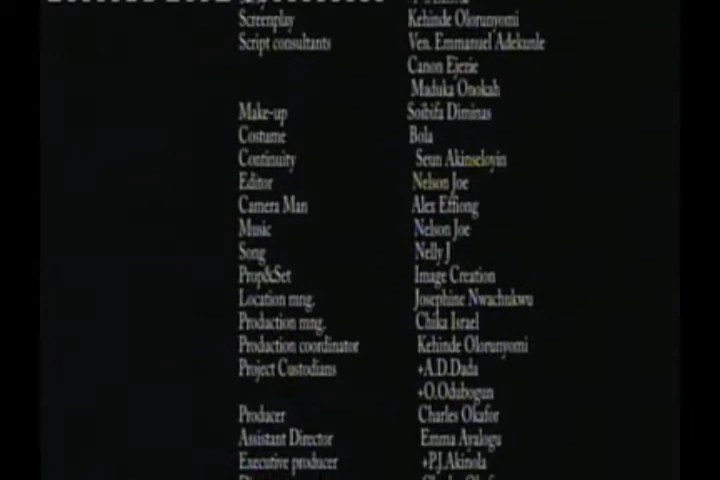 Screenplay Kehinde Olorunyomi
Script consultants Ven. Emmanuel Adekunle
Canon Ejezie
Maduka Onokah
Make-up Soibifa Diminas
Costume Bola
Continuity Seun Akinseloyin
Editor Nelson Joe
Camera Man Alex Effiong
Music Nelson Joe
Song Nelly J
Prop&Set Image Creation
Location mng. Josephine Nwachukwu
Production mng. Chika Israel
Production coordinator Kehinde Olorunyomi
Project Custodians +A.D.Dada
+O.Odubogun
Producer Charles Okafor
Assistant Director Emma Ayalogu
Executive producer +P.J.Akinola